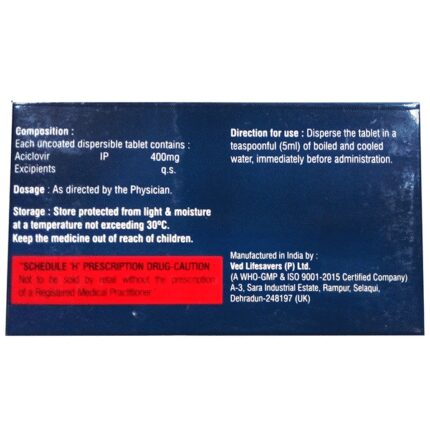 Composition :
Each uncoated dispersible tablet contains :
Aciclovir IP 400mg
Excipients q.s.
Dosage : As directed by the Physician.
Storage : Store protected from light & moisture
at a temperature not exceeding 30ºC.
Keep the medicine out of reach of children.
"SCHEDULE 'H' PRESCRIPTION DRUG-CAUTION
Not to be sold by retail without the prescription
of a Registered Medical Practitioner"
Direction for use : Disperse the tablet in a
teaspoonful (5ml) of boiled and cooled
water, immediately before administration.
Manufactured in India by :
Ved Lifesavers (P) Ltd.
(A WHO-GMP & ISO 9001-2015 Certified Company)
A-3, Sara Industrial Estate, Rampur, Selaqui,
Dehradun-248197 (UK)